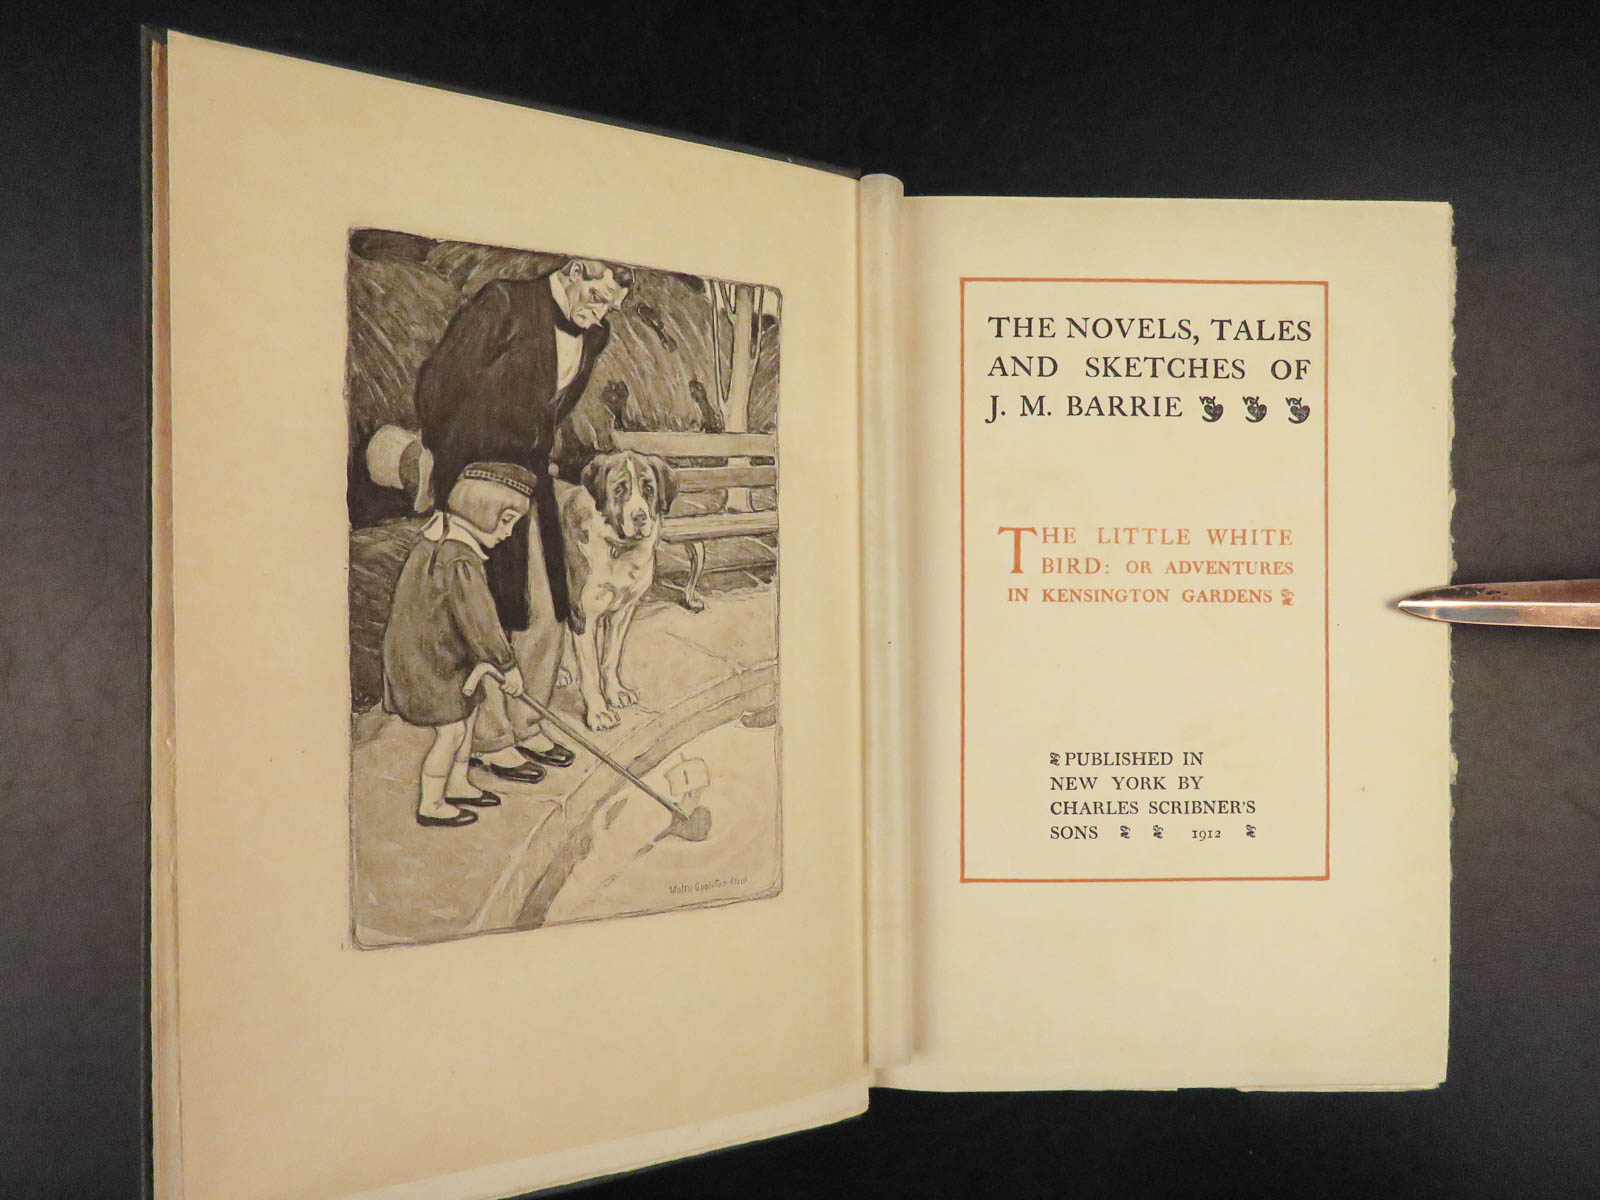 THE NOVELS, TALES
AND SKETCHES OF
J. M. BARRIE
THE LITTLE WHITE
BIRD: OR ADVENTURES
IN KENSINGTON GARDENS
PUBLISHED IN
NEW YORK BY
CHARLES SCRIBNER'S
SONS 1912